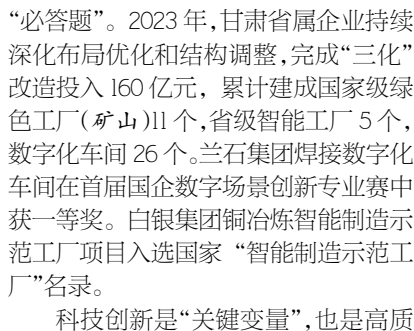 “必答题”。2023 年,甘肃省属企业持续
深化布局优化和结构调整,完成“三化”
改造投入 160 亿元, 累计建成国家级绿
色工厂(矿山)11 个,省级智能工厂 5 个,
数字化车间 26 个。兰石集团焊接数字化
车间在首届国企数字场景创新专业赛中
获一等奖。白银集团铜冶炼智能制造示
范工厂项目入选国家 “智能制造示范工
厂”名录。
科技创新是“关键变量”,也是高质